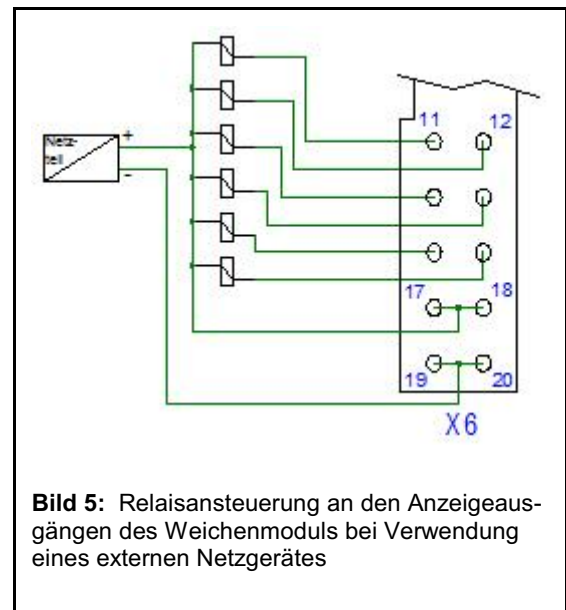 11
12
Netz-
teil
+
-
17
18
19
20
X6
Bild 5: Relaisansteuerung an den Anzeigeaus-
gängen des Weichenmoduls bei Verwendung
eines externen Netzgerätes